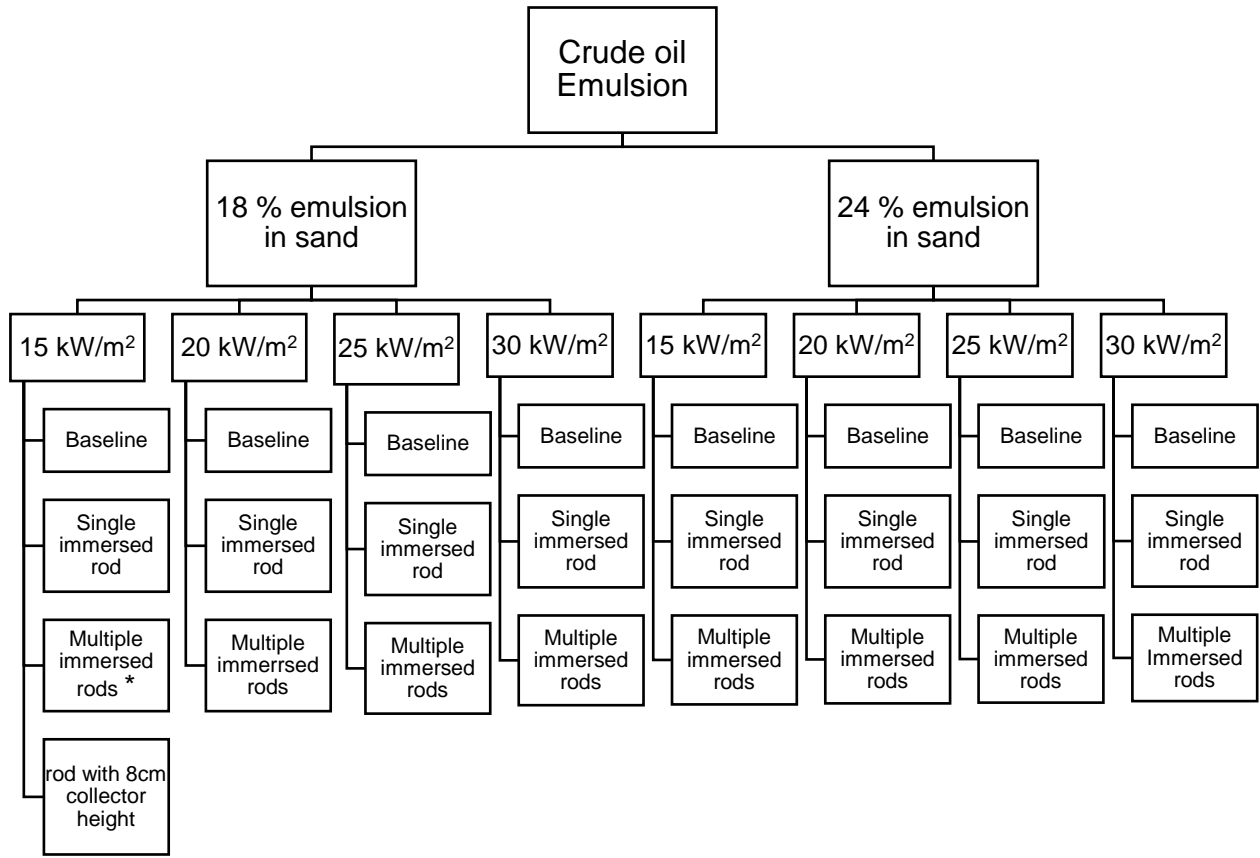 Crude oil
Emulsion
18 % emulsion
in sand
24 % emulsion
in sand
15 kW/m²
20 kW/m²
25 kW/m²
30 kW/m²
15 kW/m²
20 kW/m²
25 kW/m²
30 kW/m²
Baseline
Single
immersed
rod
Multiple
immersed
rods *
rod with 8cm
collector
height
Baseline
Single
immersed
rod
Multiple
immerrsed
rods
Baseline
Single
immersed
rod
Multiple
immersed
rods
Baseline
Single
immersed
rod
Multiple
immersed
rods
Baseline
Single
immersed
rod
Multiple
immersed
rods
Baseline
Single
immersed
rod
Multiple
immersed
rods
Baseline
Single
immersed
rod
Multiple
immersed
rods
Baseline
Single
immersed
rod
Multiple
Immersed
rods